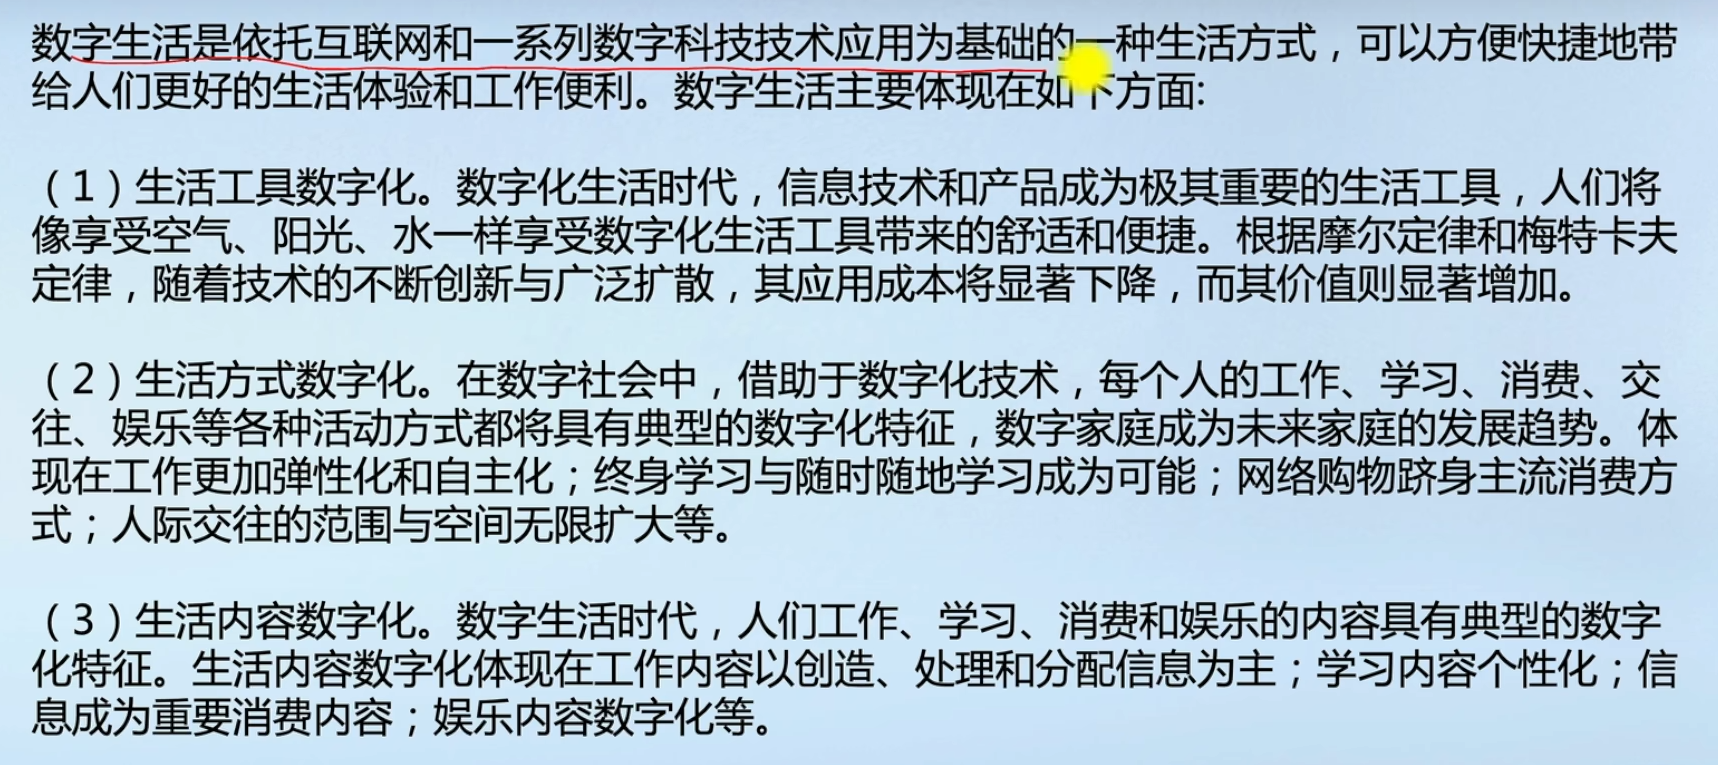 数字生活是依托互联网和一系列数字科技技术应用为基础的一种生活方式，可以方便快捷地带
给人们更好的生活体验和工作便利。数字生活主要体现在如下方面:
（1）生活工具数字化。数字化生活时代，信息技术和产品成为极其重要的生活工具，人们将
像享受空气、阳光、水一样享受数字化生活工具带来的舒适和便捷。根据摩尔定律和梅特卡夫
定律，随着技术的不断创新与广泛扩散，其应用成本将显著下降，而其价值则显著增加。
（2）生活方式数字化。在数字社会中，借助于数字化技术，每个人的工作、学习、消费、交
往、娱乐等各种活动方式都将具有典型的数字化特征，数字家庭成为未来家庭的发展趋势。体
现在工作更加弹性化和自主化；终身学习与随时随地学习成为可能；网络购物跻身主流消费方
式；人际交往的范围与空间无限扩大等。
（3）生活内容数字化。数字生活时代，人们工作、学习、消费和娱乐的内容具有典型的数字
化特征。生活内容数字化体现在工作内容以创造、处理和分配信息为主；学习内容个性化；信
息成为重要消费内容；娱乐内容数字化等。